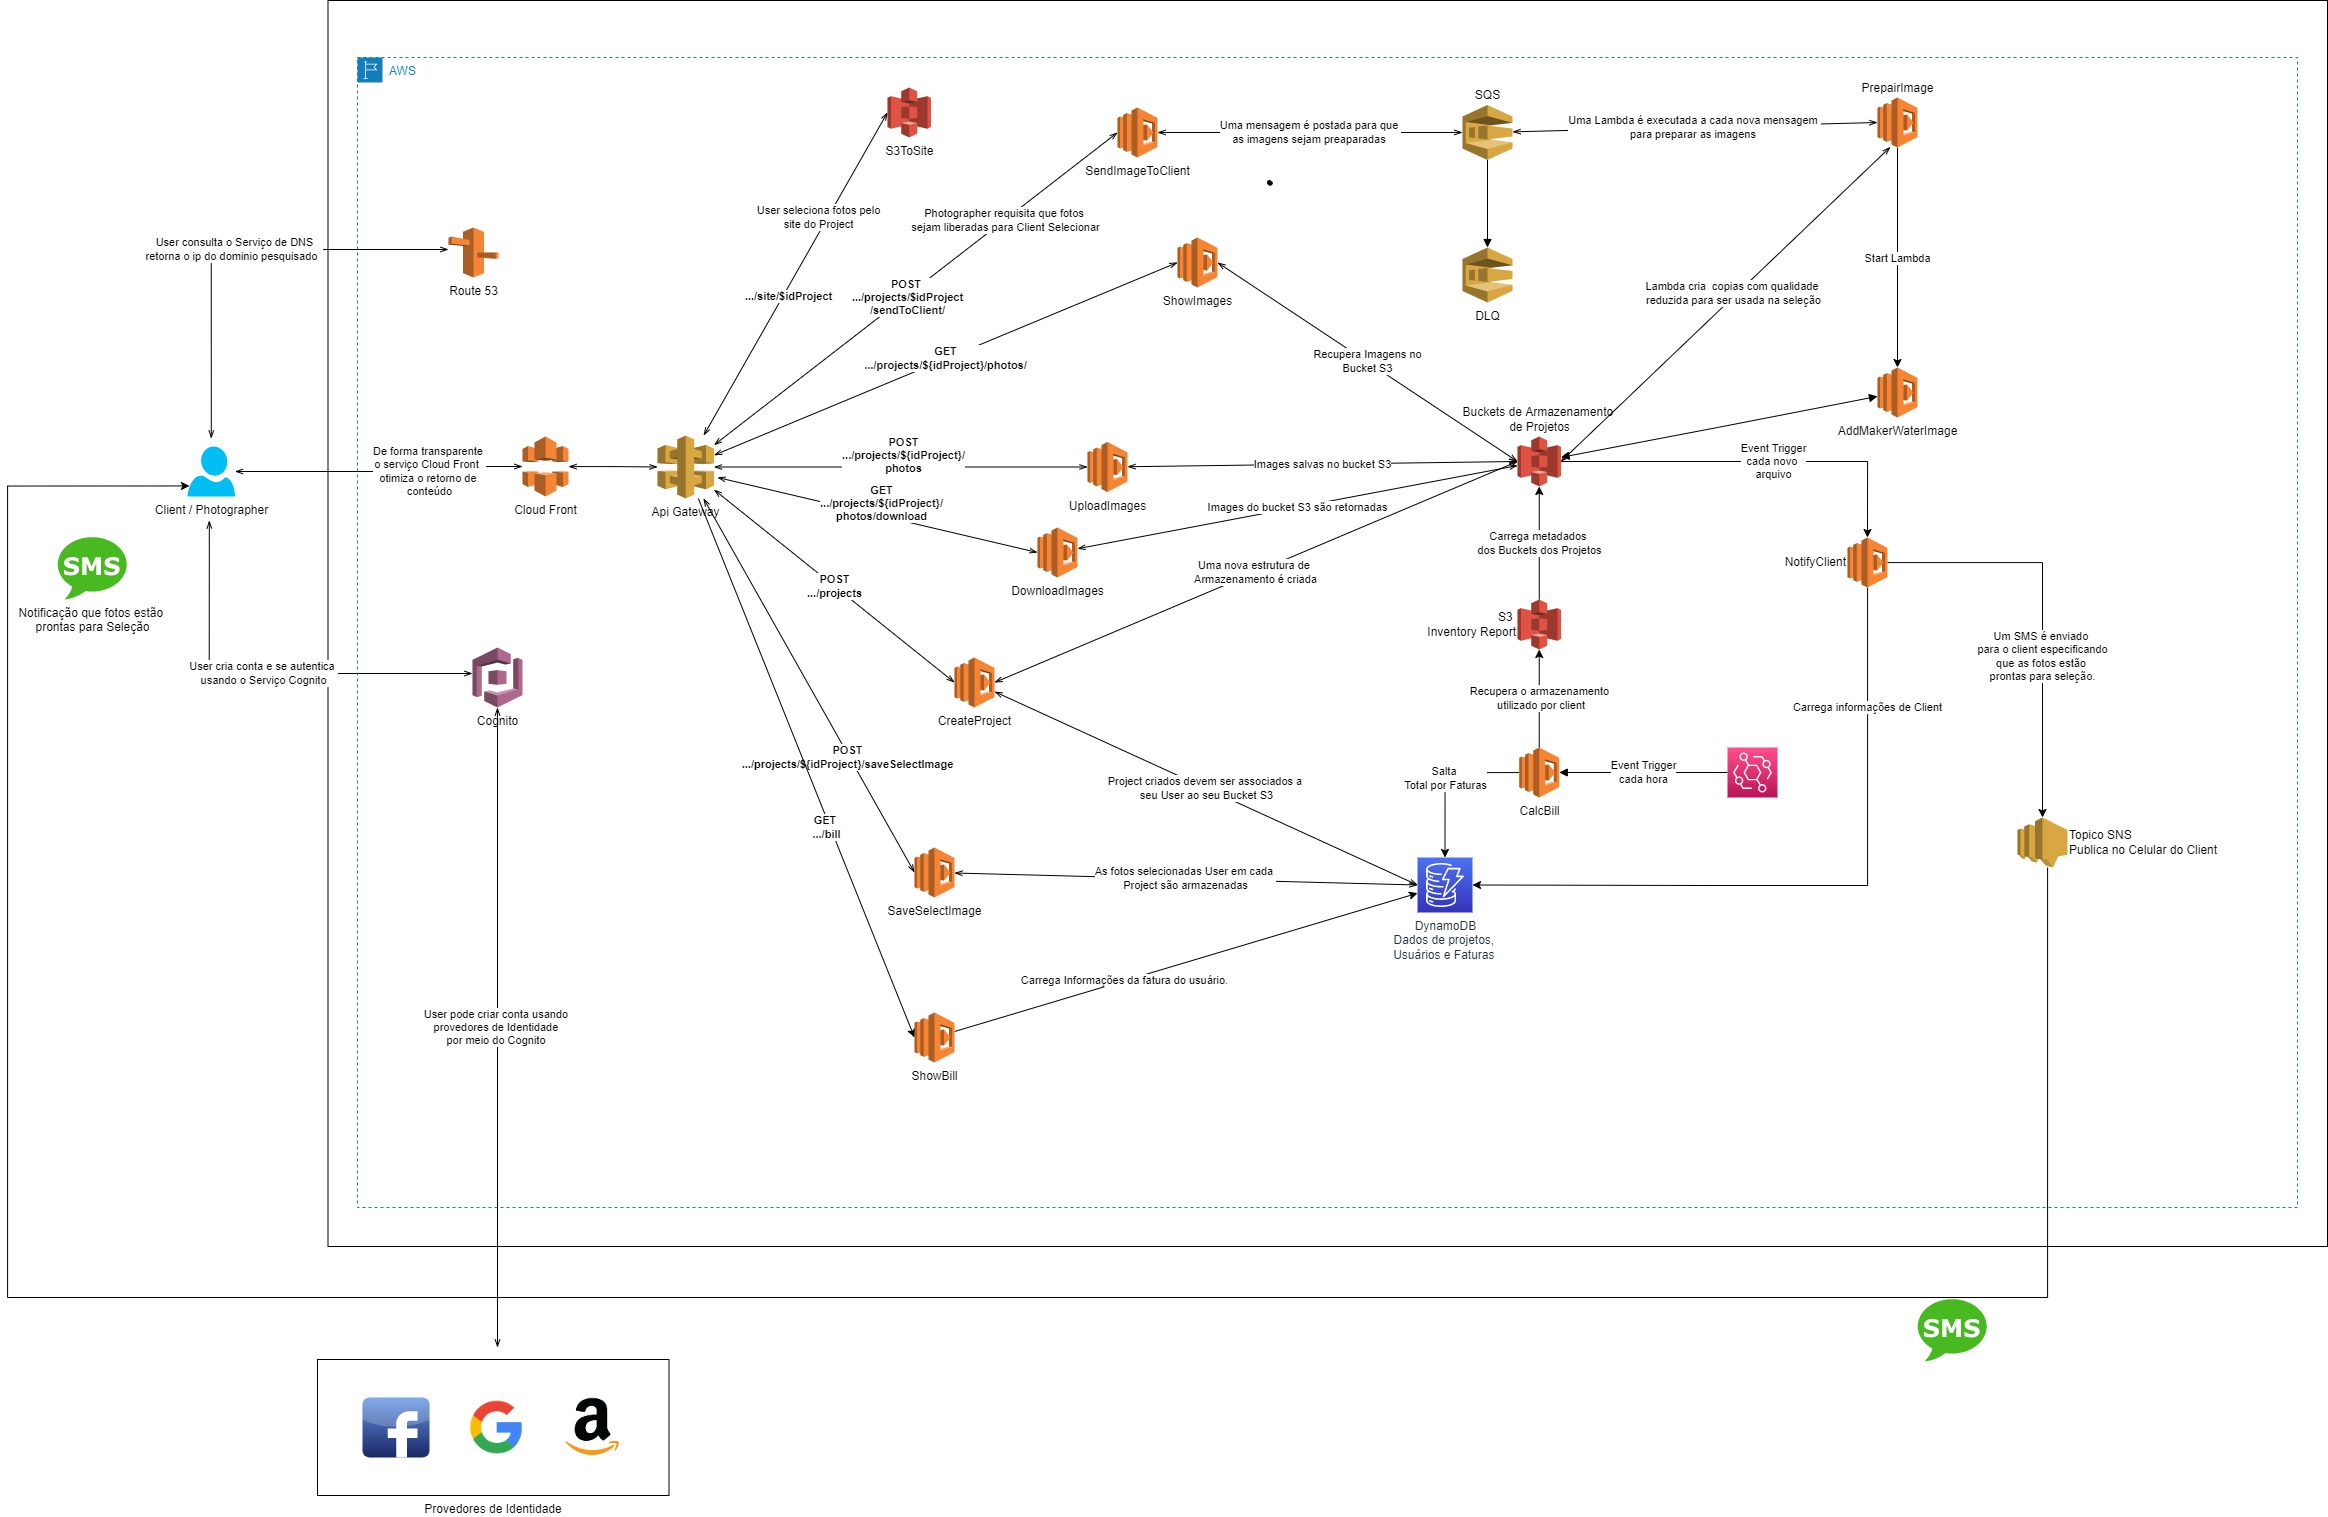 AWS
SQS
PrepairImage
Uma mensagem é postada para que
as imagens sejam preaparadas
Uma Lambda é executada a cada nova mensagem
para preparar as imagens
S3ToSite
SendImageToClient
User seleciona fotos pelo
site do Project
Photographer requisita que fotos
sejam liberadas para Client Selecionar
User consulta o Serviço de DNS
retorna o ip do dominio pesquisado
Route 53
Start Lambda
.../site/$idProject
POST
.../projects/$idProject
/sendToClient/
ShowImages
DLQ
Lambda cria  copias com qualidade
reduzida para ser usada na seleção
GET
.../projects/${idProject}/photos/
Recupera Imagens no
Bucket S3
Buckets de Armazenamento
de Projetos
AddMakerWaterImage
De forma transparente
o serviço Cloud Front
otimiza o retorno de
conteúdo
POST
.../projects/${idProject}/
photos
Images salvas no bucket S3
Event Trigger
cada novo
arquivo
Client / Photographer
Cloud Front
Api Gateway
GET
.../projects/${idProject}/
photos/download
UploadImages
Images do bucket S3 são retornadas
SMS
Notificação que fotos estão
prontas para Seleção
Carrega metadados
dos Buckets dos Projetos
NotifyClient
POST
.../projects
DownloadImages
Uma nova estrutura de
Armazenamento é criada
S3
Inventory Report
Um SMS é enviado
para o client especificando
que as fotos estão
prontas para seleção.
User cria conta e se autentica
usando o Serviço Cognito
Cognito
CreateProject
Recupera o armazenamento
utilizado por client
Carrega informações de Client
POST
.../projects/${idProject}/saveSelectImage
Project criados devem ser associados a
seu User ao seu Bucket S3
Salta
Total por Faturas
Event Trigger
cada hora
CalcBill
GET
.../bill
Topico SNS
Publica no Celular do Client
As fotos selecionadas User em cada
Project são armazenadas
SaveSelectImage
DynamoDB
Dados de projetos,
Usuários e Faturas
Carrega Informações da fatura do usuário.
User pode criar conta usando
provedores de Identidade
por meio do Cognito
ShowBill
SMS
f
G
a
Provedores de Identidade